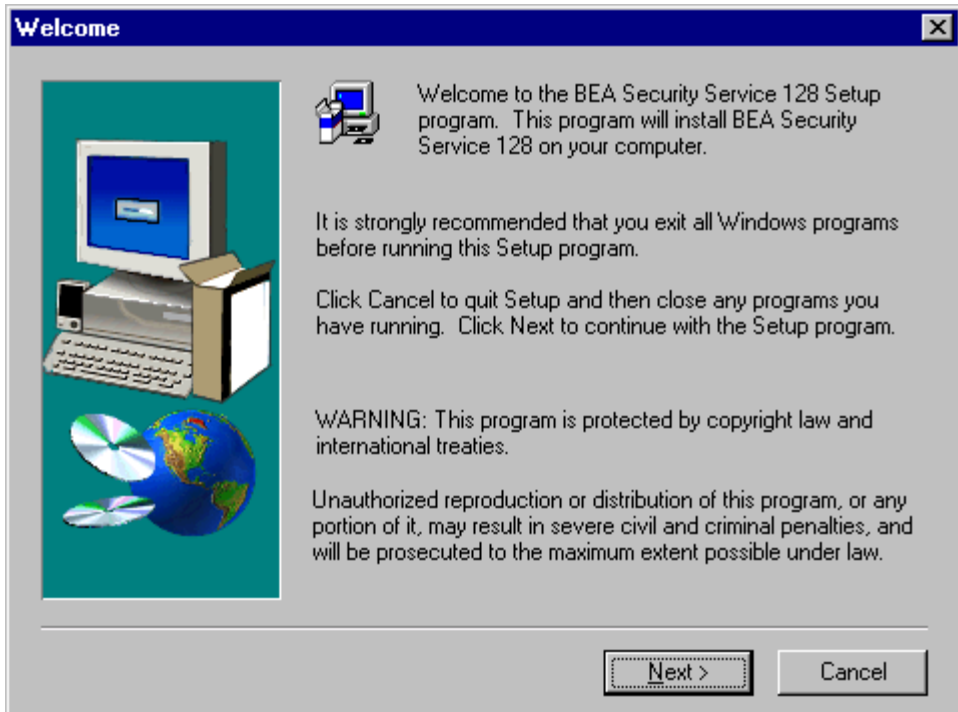 Welcome
Welcome to the BEA Security Service 128 Setup
program.  This program will install BEA Security
Service 128 on your computer.
It is strongly recommended that you exit all Windows programs
before running this Setup program.
Click Cancel to quit Setup and then close any programs you
have running.  Click Next to continue with the Setup program.
WARNING: This program is protected by copyright law and
international treaties.
Unauthorized reproduction or distribution of this program, or any
portion of it, may result in severe civil and criminal penalties, and
will be prosecuted to the maximum extent possible under law.
Next >
Cancel